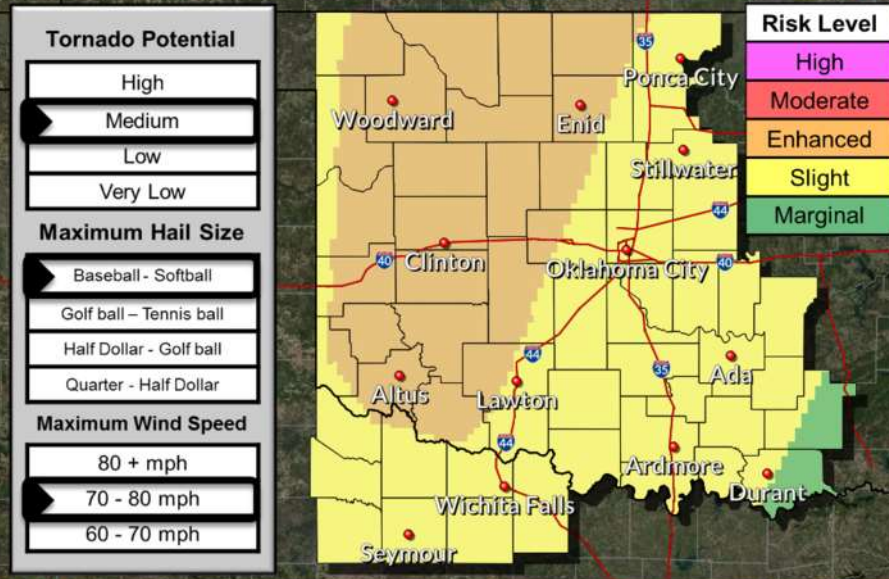 Tornado Potential
High
Medium
Low
Very Low
Maximum Hail Size
Baseball - Softball
Golf ball – Tennis ball
Half Dollar - Golf ball
Quarter - Half Dollar
Maximum Wind Speed
80 + mph
70 - 80 mph
60 - 70 mph
35
Ponca City
Woodward
Enid
Stillwater
44
40
Clinton
Oklahoma City
40
44
35
Ada
Altus
Lawton
44
Ardmore
Durant
Wichita Falls
Seymour
Risk Level
High
Moderate
Enhanced
Slight
Marginal